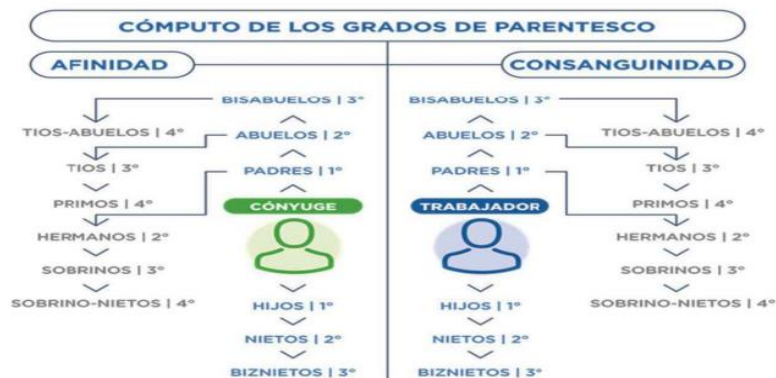 CÓMPUTO DE LOS GRADOS DE PARENTESCO
AFINIDAD
CONSANGUINIDAD
BISABUELOS | 3º
TIOS-ABUELOS | 4º
ABUELOS | 2º
TIOS | 3º
PADRES | 1º
PRIMOS | 4º
CÓNYUGE
HERMANOS | 2º
SOBRINOS | 3º
SOBRINO-NIETOS | 4º
HIJOS | 1º
NIETOS | 2º
BIZNIETOS | 3º
BISABUELOS | 3º
ABUELOS | 2º
TIOS-ABUELOS | 4º
PADRES | 1º
TIOS | 3º
TRABAJADOR
PRIMOS | 4º
HERMANOS | 2º
SOBRINOS | 3º
SOBRINO-NIETOS | 4º
HIJOS | 1º
NIETOS | 2º
BIZNIETOS | 3º